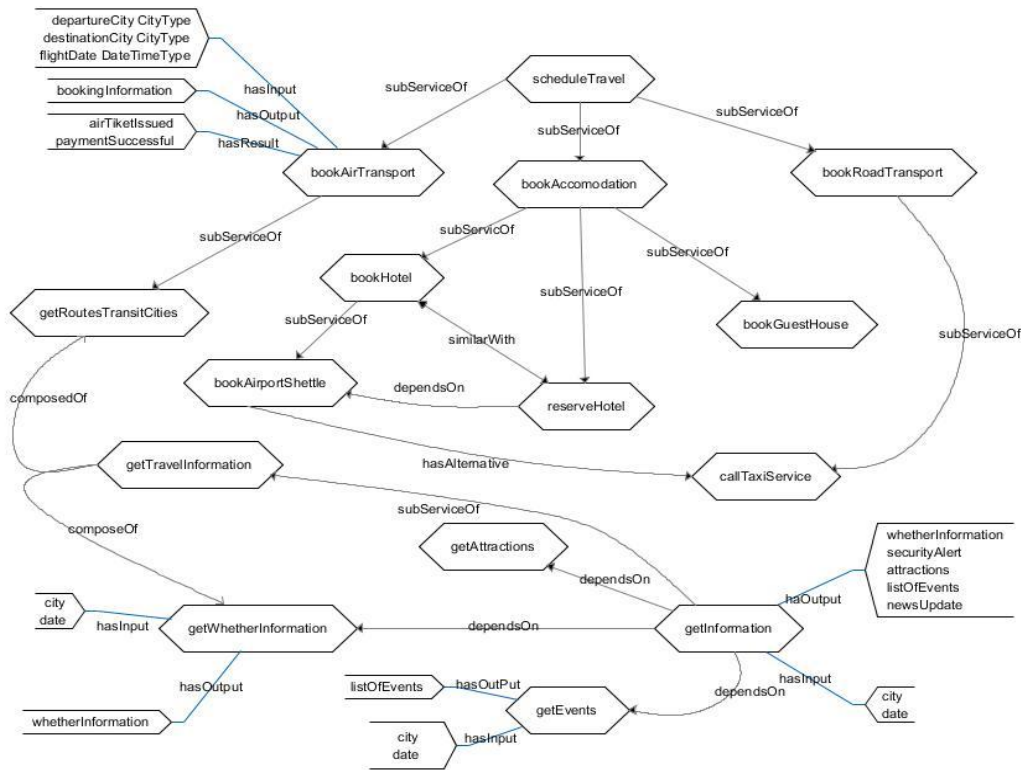 departureCity CityType
destinationCity CityType
flightDate DateTimeType
hasInput
bookingInformation
hasOutput
airTiketIssued
paymentSuccessful
hasResult
subServiceOf
scheduleTravel
subServiceOf
subServiceOf
bookAirTransport
bookAccomodation
bookRoadTransport
subServiceOf
subServicOf
subServiceOf
bookHotel
subServiceOf
getRoutesTransitCities
subServiceOf
similarWith
bookGuestHouse
subServiceOf
bookAirportShettle
dependsOn
reserveHotel
composedOf
getTravelInformation
hasAlternative
callTaxiService
subServiceOf
composeOf
getAttractions
dependsOn
whetherInformation
securityAlert
attractions
listOfEvents
newsUpdate
haOutput
city
date
hasInput
getWhetherInformation
dependsOn
getInformation
hasOutput
whetherInformation
listOfEvents
hasOutPut
getEvents
dependsOn
hasInput
city
date
city
date
hasInput